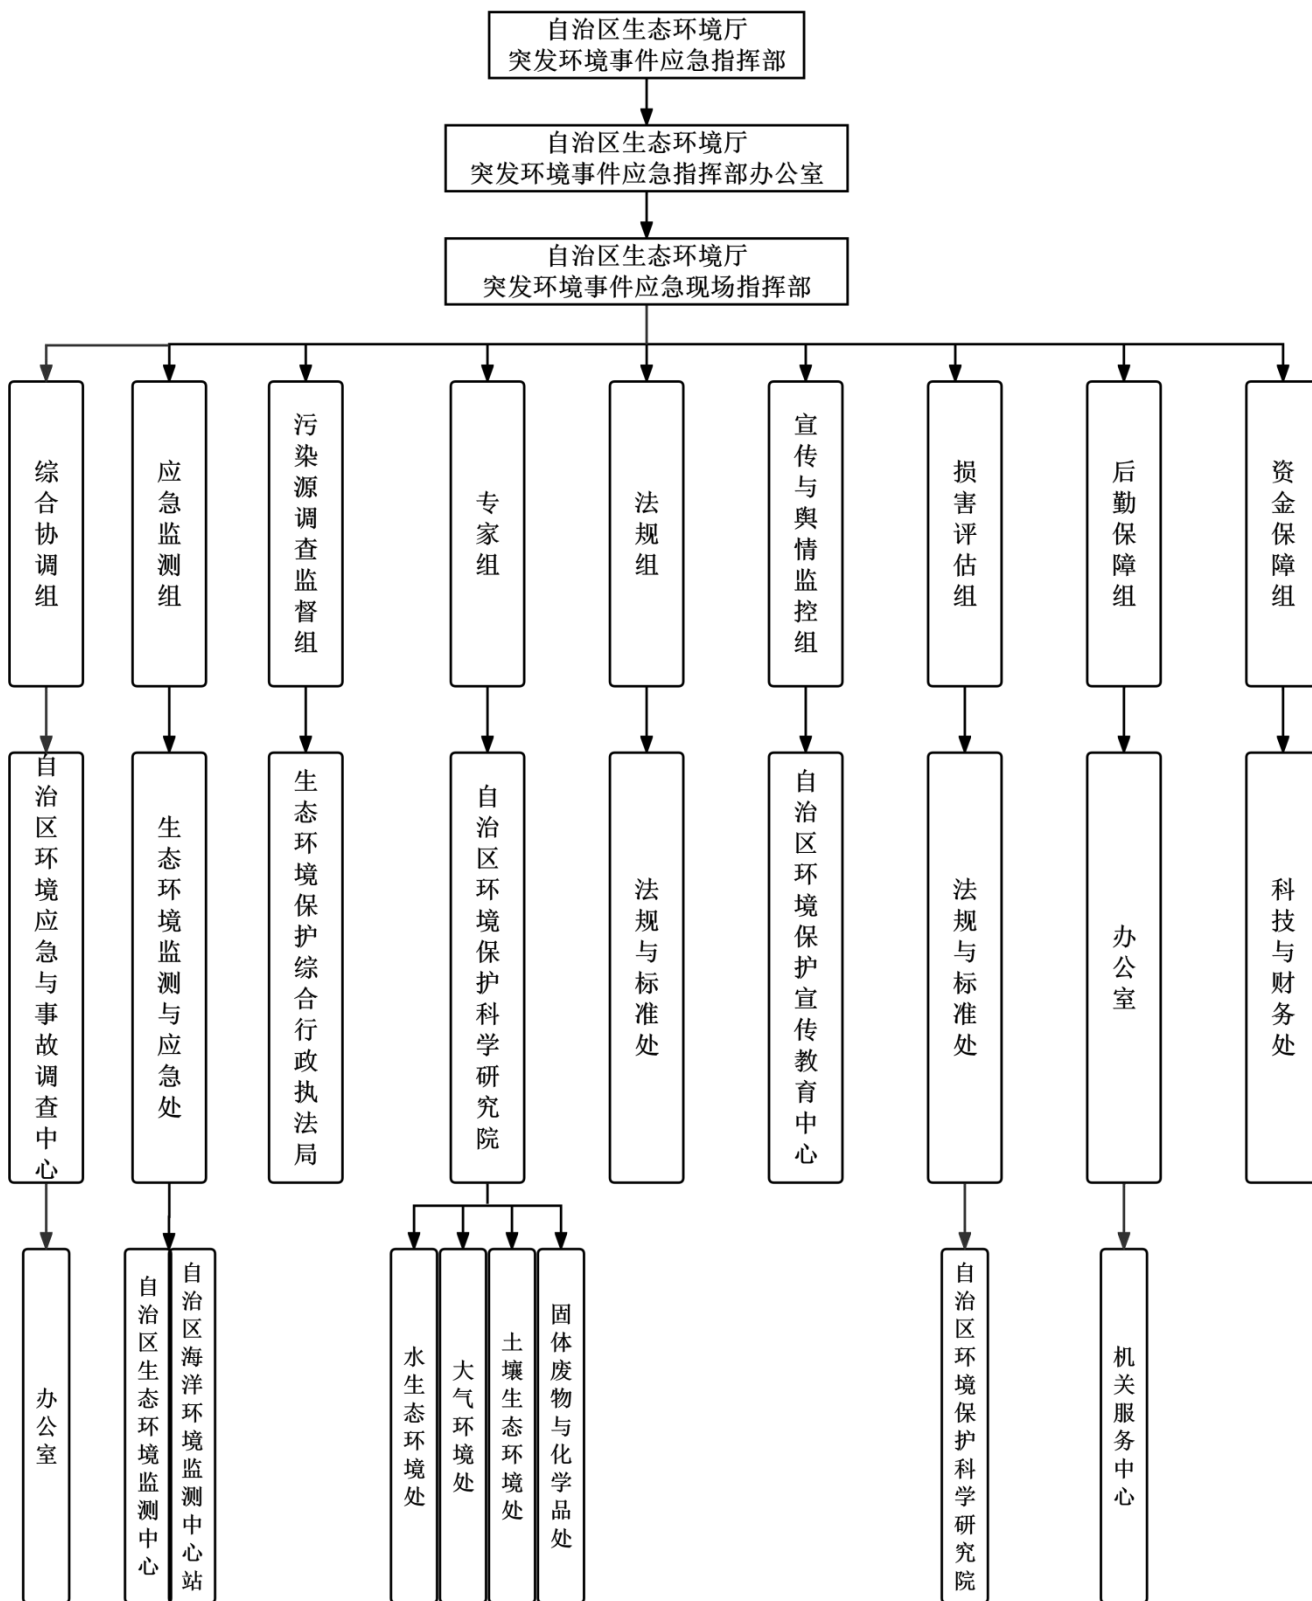 自治区生态环境厅
突发环境事件应急指挥部
自治区生态环境厅
突发环境事件应急指挥部办公室
自治区生态环境厅
突发环境事件应急现场指挥部
综合协调组
应急监测组
污染源调查监督组
专家组
法规组
宣传与舆情监控组
损害评估组
后勤保障组
资金保障组
自治区环境应急与事故调查中心
生态环境监测与应急处
生态环境保护综合行政执法局
自治区环境保护科学研究院
法规与标准处
自治区环境保护宣传教育中心
法规与标准处
办公室
科技与财务处
办公室
自治区生态环境监测中心
自治区海洋环境监测中心站
水生态环境处
大气环境处
土壤生态环境处
固体废物与化学品处
自治区环境保护科学研究院
机关服务中心